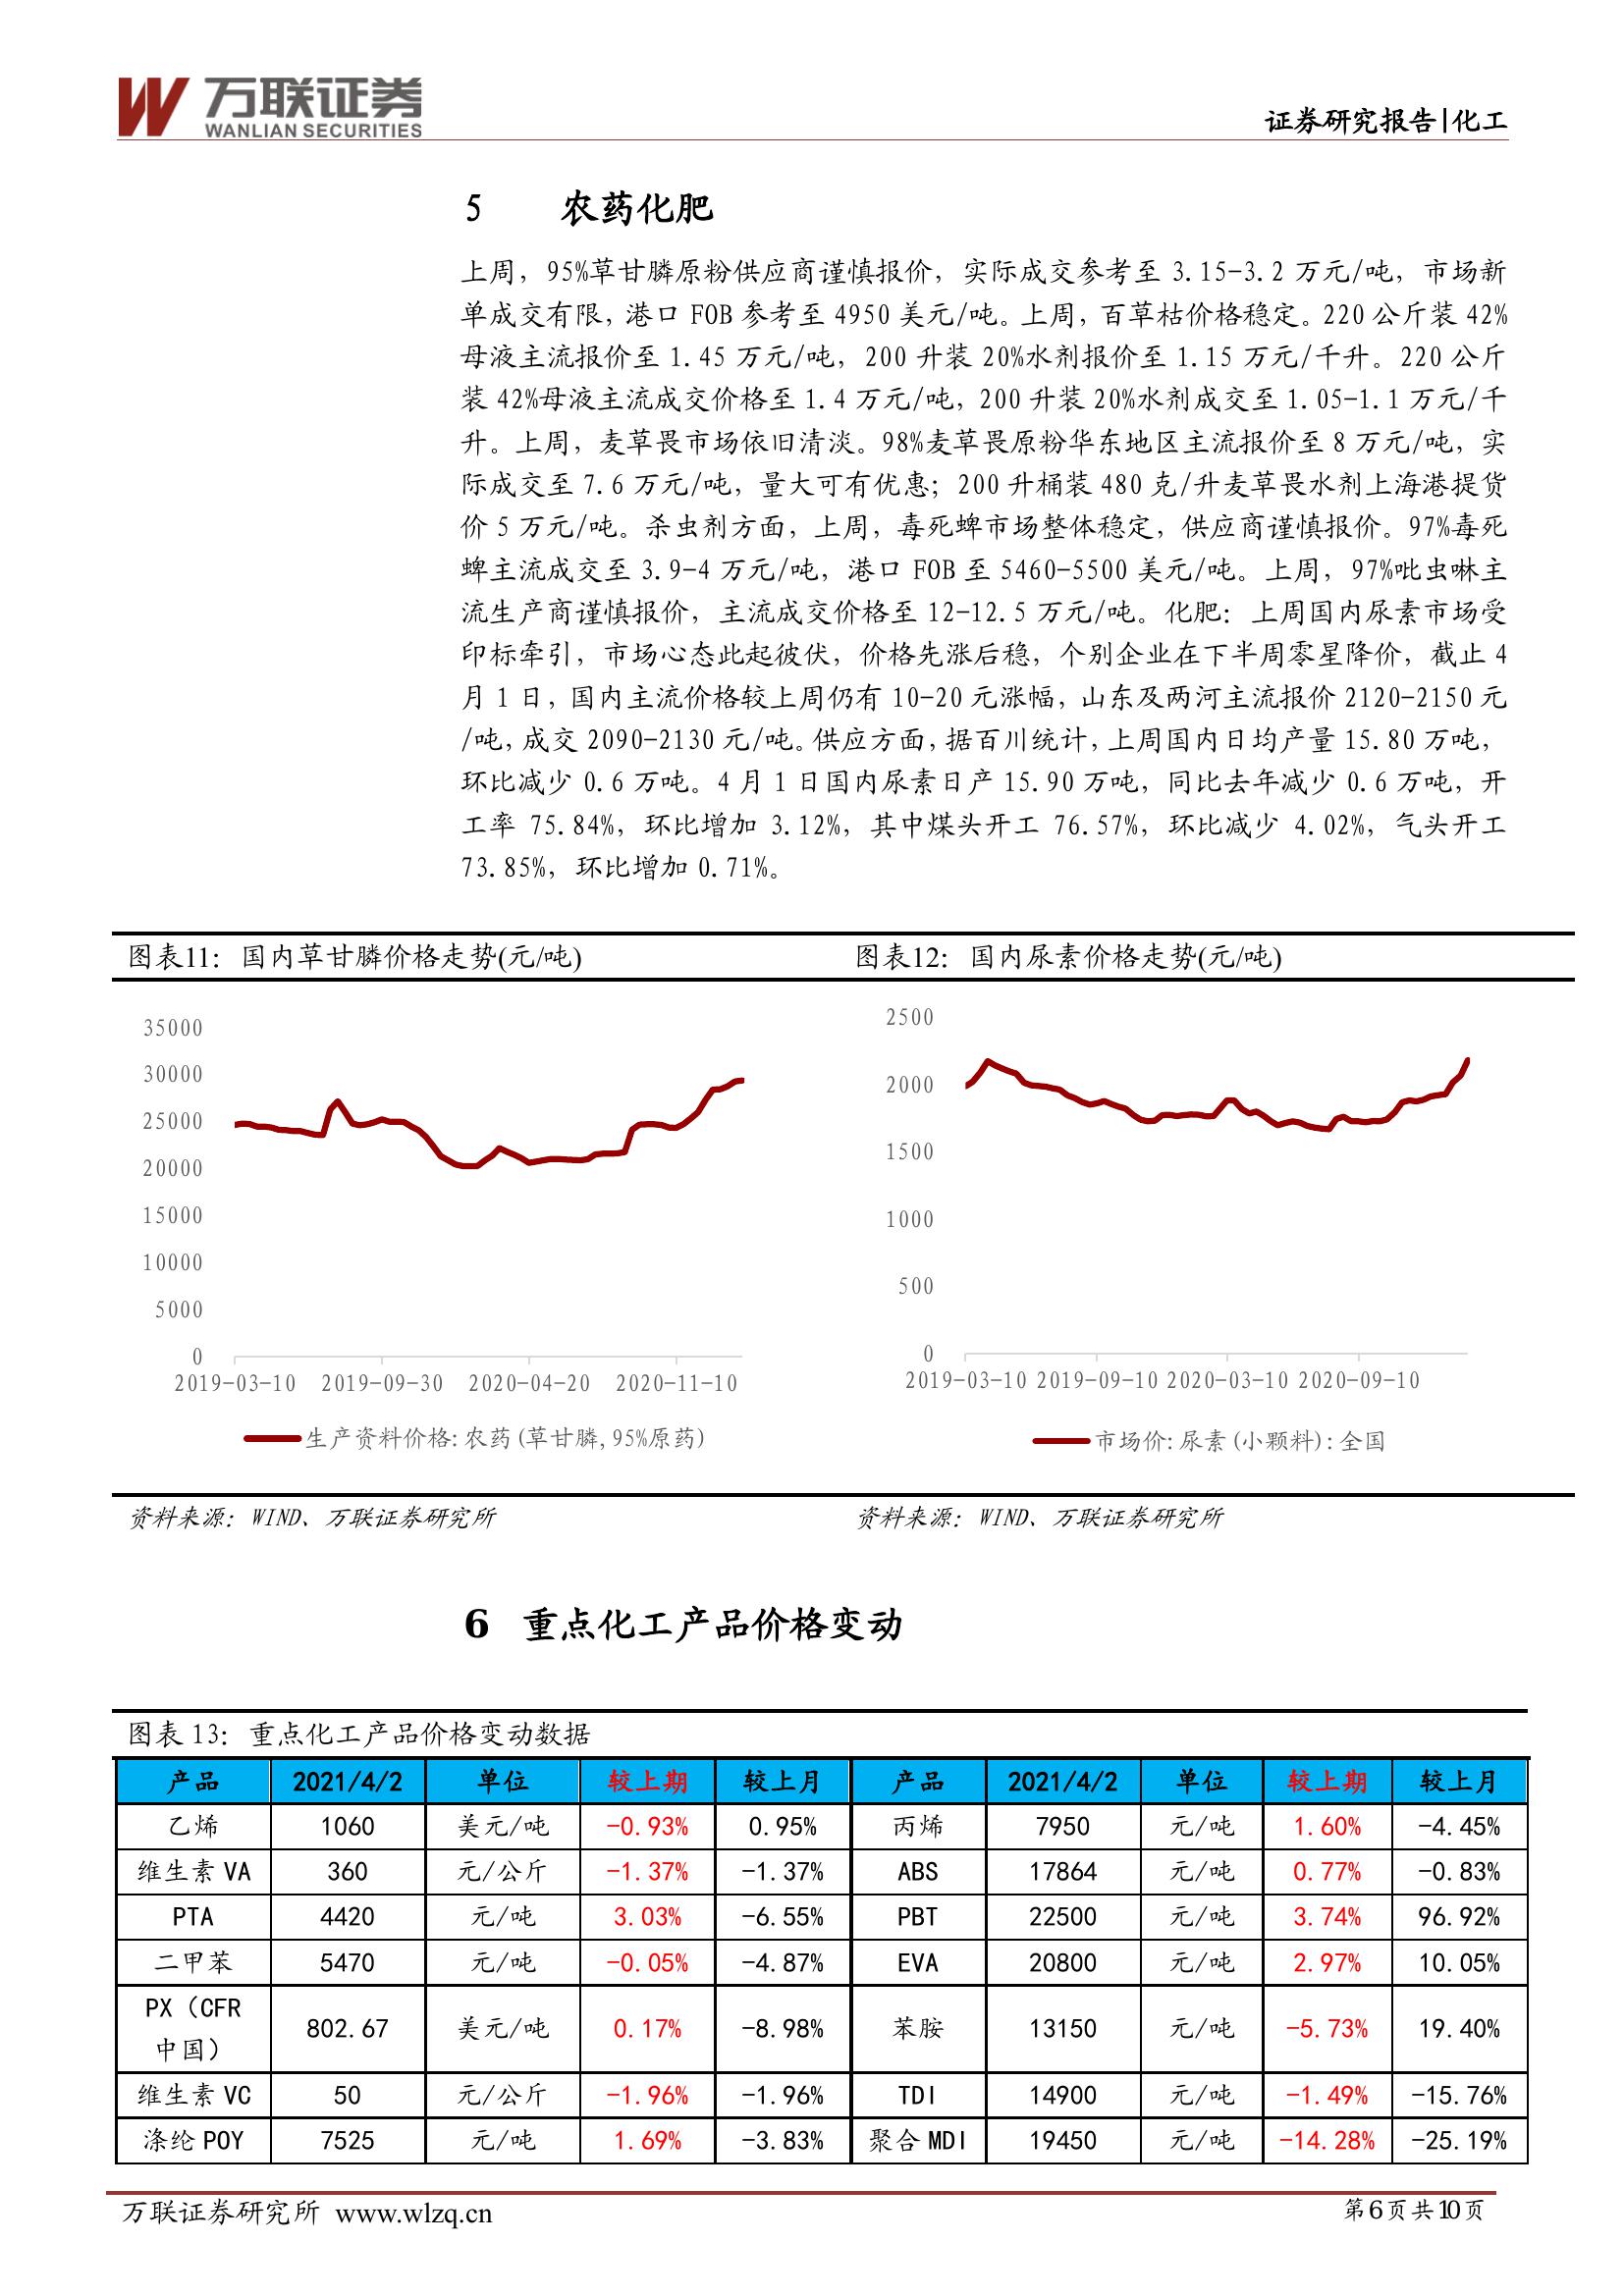 万联证券
WANLIAN SECURITIES
证券研究报告|化工
5 农药化肥
上周，95%草甘膦原粉供应商谨慎报价，实际成交参考至 3.15-3.2 万元/吨，市场新
单成交有限，港口 FOB 参考至 4950 美元/吨。上周，百草枯价格稳定。220 公斤装 42%
母液主流报价至 1.45 万元/吨，200 升装 20%水剂报价至 1.15 万元/千升。220 公斤
装 42%母液主流成交价格至 1.4 万元/吨，200 升装 20%水剂成交至 1.05-1.1 万元/千
升。上周，麦草畏市场依旧清淡。98%麦草畏原粉华东地区主流报价至 8 万元/吨，实
际成交至 7.6 万元/吨，量大可有优惠；200 升桶装 480 克/升麦草畏水剂上海港提货
价 5 万元/吨。杀虫剂方面，上周，毒死蜱市场整体稳定，供应商谨慎报价。97%毒死
蜱主流成交至 3.9-4 万元/吨，港口 FOB 至 5460-5500 美元/吨。上周，97%吡虫啉主
流生产商谨慎报价，主流成交价格至 12-12.5 万元/吨。化肥：上周国内尿素市场受
印标牵引，市场心态此起彼伏，价格先涨后稳，个别企业在下半周零星降价，截止 4
月 1 日，国内主流价格较上周仍有 10-20 元涨幅，山东及两河主流报价 2120-2150 元
/吨，成交 2090-2130 元/吨。供应方面，据百川统计，上周国内日均产量 15.80 万吨，
环比减少 0.6 万吨。4 月 1 日国内尿素日产 15.90 万吨，同比去年减少 0.6 万吨，开
工率 75.84%，环比增加 3.12%，其中煤头开工 76.57%，环比减少 4.02%，气头开工
73.85%，环比增加 0.71%。
图表11：国内草甘膦价格走势(元/吨)
35000
30000
25000
20000
15000
10000
5000
0
2019-03-10 2019-09-30 2020-04-20 2020-11-10
生产资料价格:农药(草甘膦,95%原药)
资料来源：WIND、万联证券研究所
图表12：国内尿素价格走势(元/吨)
2500
2000
1500
1000
500
0
2019-03-10 2019-09-10 2020-03-10 2020-09-10
市场价:尿素(小颗料):全国
资料来源：WIND、万联证券研究所
6 重点化工产品价格变动
图表 13：重点化工产品价格变动数据
产品 2021/4/2 单位 较上期 较上月 产品 2021/4/2 单位 较上期 较上月
乙烯 1060 美元/吨 -0.93% 0.95% 丙烯 7950 元/吨 1.60% -4.45%
维生素 VA 360 元/公斤 -1.37% -1.37% ABS 17864 元/吨 0.77% -0.83%
PTA 4420 元/吨 3.03% -6.55% PBT 22500 元/吨 3.74% 96.92%
二甲苯 5470 元/吨 -0.05% -4.87% EVA 20800 元/吨 2.97% 10.05%
PX（CFR
中国） 802.67 美元/吨 0.17% -8.98% 苯胺 13150 元/吨 -5.73% 19.40%
维生素 VC 50 元/公斤 -1.96% -1.96% TDI 14900 元/吨 -1.49% -15.76%
涤纶 POY 7525 元/吨 1.69% -3.83% 聚合 MDI 19450 元/吨 -14.28% -25.19%
万联证券研究所 www.wlzq.cn
第6页共10页